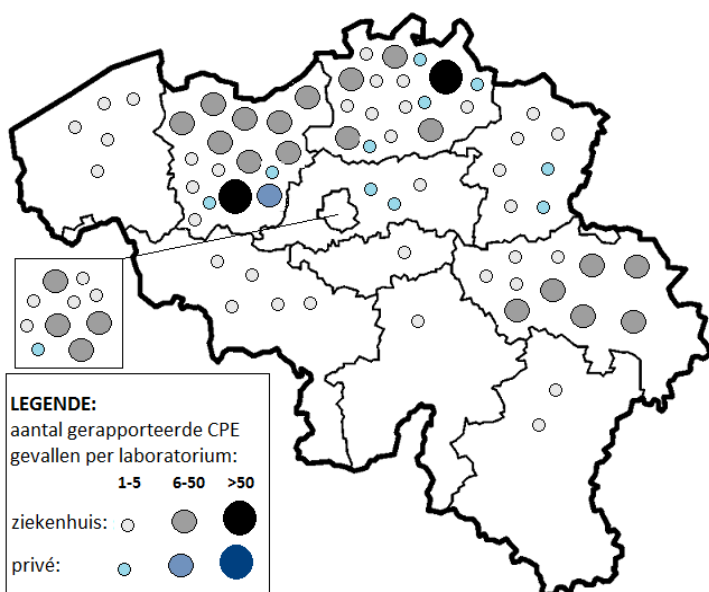 LEGENDE:
aantal gerapporteerde CPE
gevallen per laboratorium:
1-5 6-50 >50
ziekenhuis:
privé: